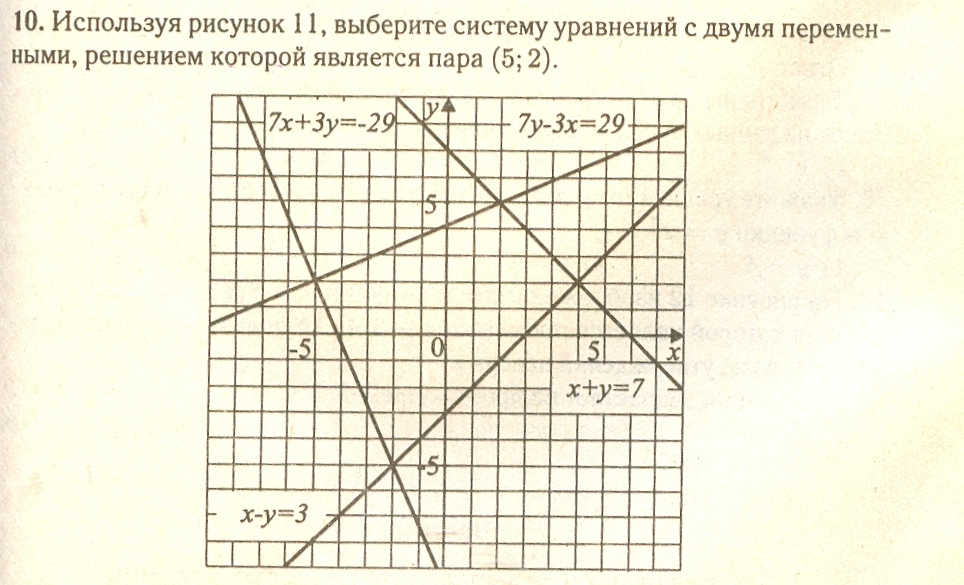 10. Используя рисунок 11, выберите систему уравнений с двумя перемен-
ными, решением которой является пара (5; 2).
7x+3y=-29
y
7y-3x=29
5
-5
0
5
x
x+y=7
-5
x-y=3